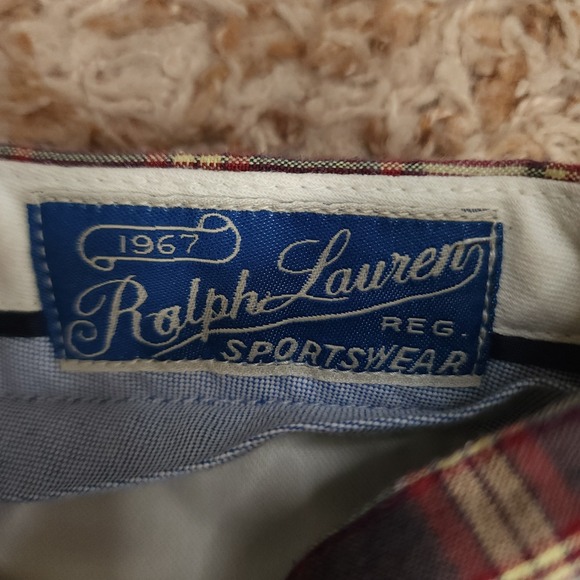 1967
Ralph Lauren
REG.
SPORTSWEAR